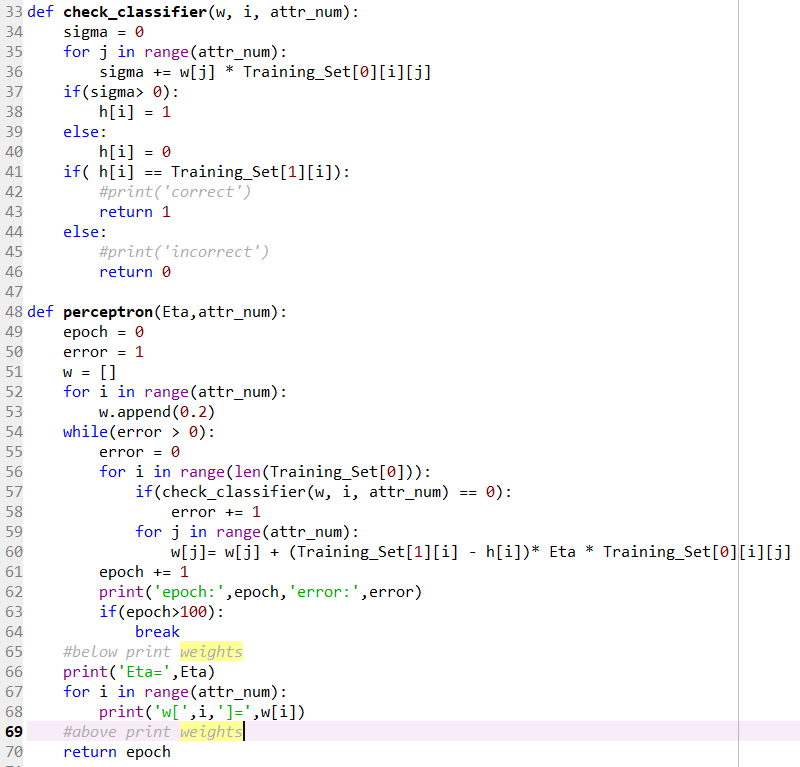 33 def check_classifier(w, i, attr_num):
34     sigma = 0
35     for j in range(attr_num):
36         sigma += w[j] * Training_Set[0][i][j]
37     if(sigma> 0):
38         h[i] = 1
39     else:
40         h[i] = 0
41     if( h[i] == Training_Set[1][i]):
42         #print('correct')
43         return 1
44     else:
45         #print('incorrect')
46         return 0
47
48 def perceptron(Eta,attr_num):
49     epoch = 0
50     error = 1
51     w = []
52     for i in range(attr_num):
53         w.append(0.2)
54     while(error > 0):
55         error = 0
56         for i in range(len(Training_Set[0])):
57             if(check_classifier(w, i, attr_num) == 0):
58                 error += 1
59             for j in range(attr_num):
60                 w[j]= w[j] + (Training_Set[1][i] - h[i])* Eta * Training_Set[0][i][j]
61         epoch += 1
62         print('epoch:',epoch,'error:',error)
63         if(epoch>100):
64             break
65     #below print weights
66     print('Eta=',Eta)
67     for i in range(attr_num):
68         print('w[',i,']=',w[i])
69     #above print weights
70     return epoch